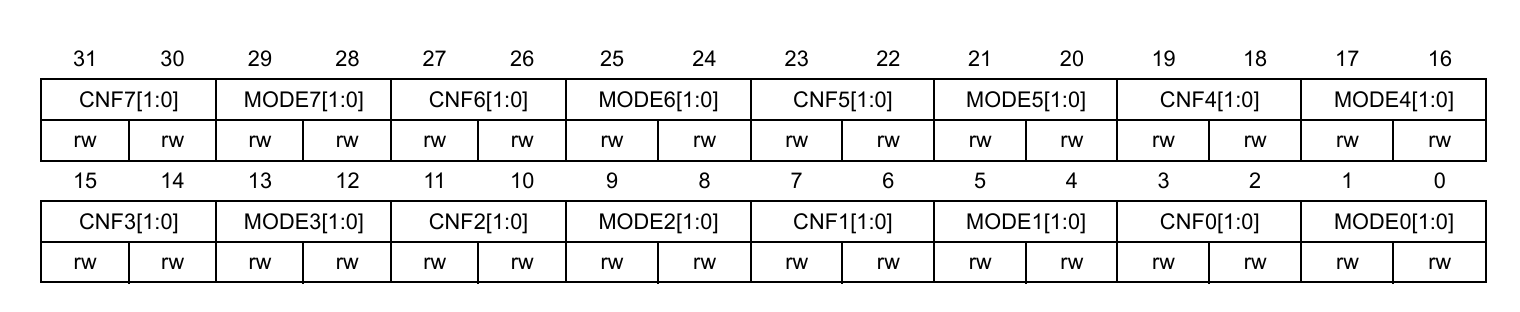 31 30 29 28 27 26 25 24 23 22 21 20 19 18 17 16
CNF7[1:0] MODE7[1:0] CNF6[1:0] MODE6[1:0] CNF5[1:0] MODE5[1:0] CNF4[1:0] MODE4[1:0]
rw rw rw rw rw rw rw rw rw rw rw rw rw rw rw rw
15 14 13 12 11 10 9 8 7 6 5 4 3 2 1 0
CNF3[1:0] MODE3[1:0] CNF2[1:0] MODE2[1:0] CNF1[1:0] MODE1[1:0] CNF0[1:0] MODE0[1:0]
rw rw rw rw rw rw rw rw rw rw rw rw rw rw rw rw